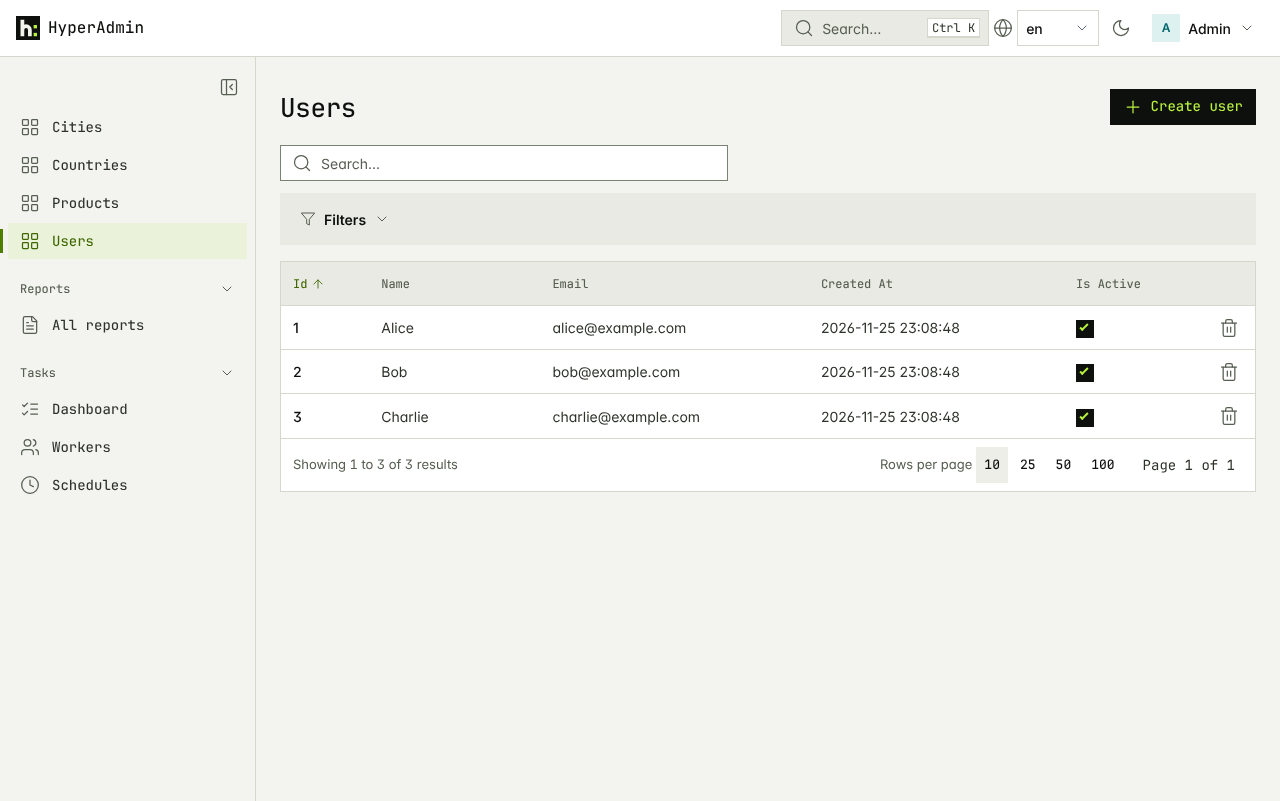 h: HyperAdmin
Search... Ctrl K
en
A Admin
Cities
Countries
Products
Users
Reports
All reports
Tasks
Dashboard
Workers
Schedules
Users
Create user
Search...
Filters
Id Name Email Created At Is Active
1 Alice alice@example.com 2026-11-25 23:08:48
2 Bob bob@example.com 2026-11-25 23:08:48
3 Charlie charlie@example.com 2026-11-25 23:08:48
Showing 1 to 3 of 3 results Rows per page 10 25 50 100 Page 1 of 1